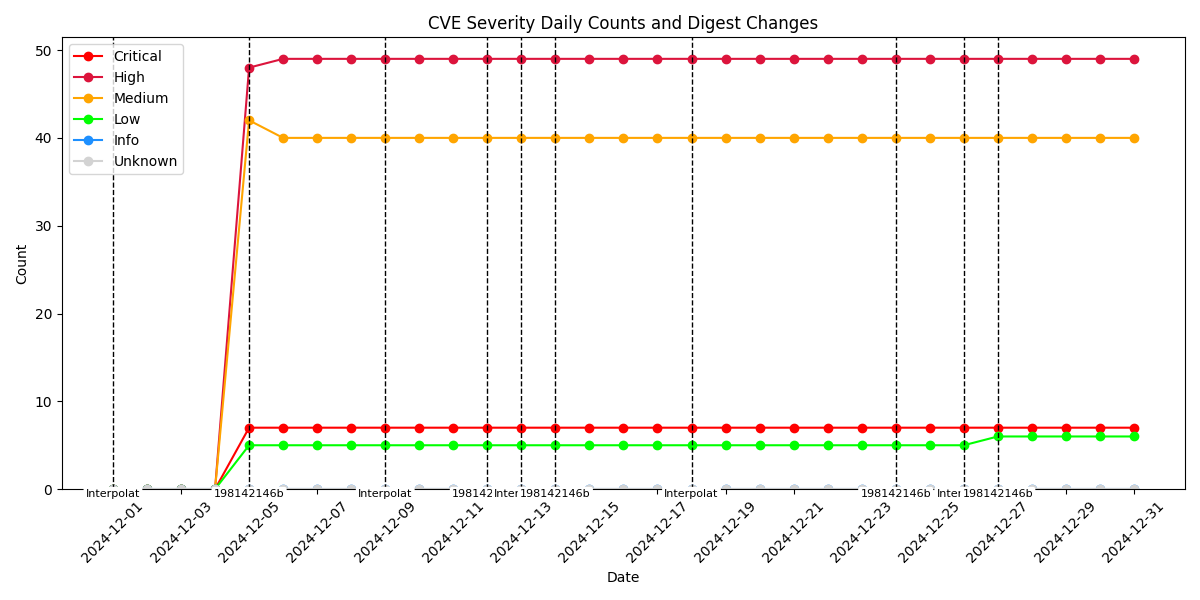 CVE Severity Daily Counts and Digest Changes
Critical
High
Medium
Low
Info
Unknown
Count
50
40
30
20
10
0
Interpolat
198142146b
Interpolat
198142
Inter
198142146b
Interpolat
198142146b
Inter
198142146b
2024-12-01
2024-12-03
2024-12-05
2024-12-07
2024-12-09
2024-12-11
2024-12-13
2024-12-15
2024-12-17
2024-12-19
2024-12-21
2024-12-23
2024-12-25
2024-12-27
2024-12-29
2024-12-31
Date